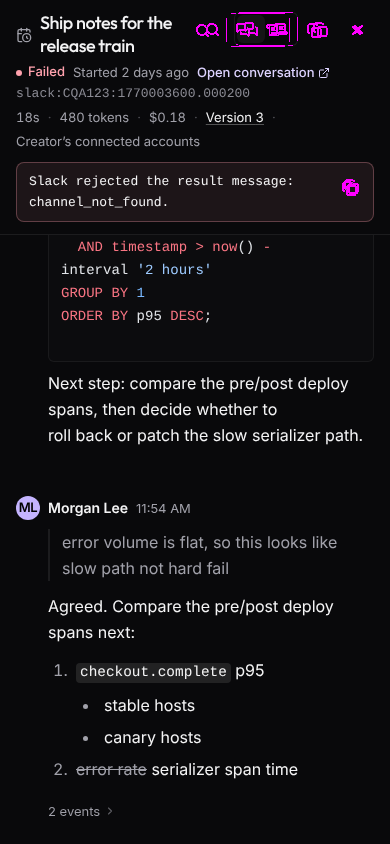 Ship notes for the
release train
Failed Started 2 days ago Open conversation
slack:CQA123:1770003600.000200
18s · 480 tokens · $0.18 · Version 3 ·
Creator's connected accounts
Slack rejected the result message:
channel_not_found.
AND timestamp > now() -
interval '2 hours'
GROUP BY 1
ORDER BY p95 DESC;
Next step: compare the pre/post deploy
spans, then decide whether to
roll back or patch the slow serializer path.
ML Morgan Lee 11:54 AM
error volume is flat, so this looks like
slow path not hard fail
Agreed. Compare the pre/post deploy
spans next:
1. checkout.complete p95
• stable hosts
• canary hosts
2. error rate serializer span time
2 events